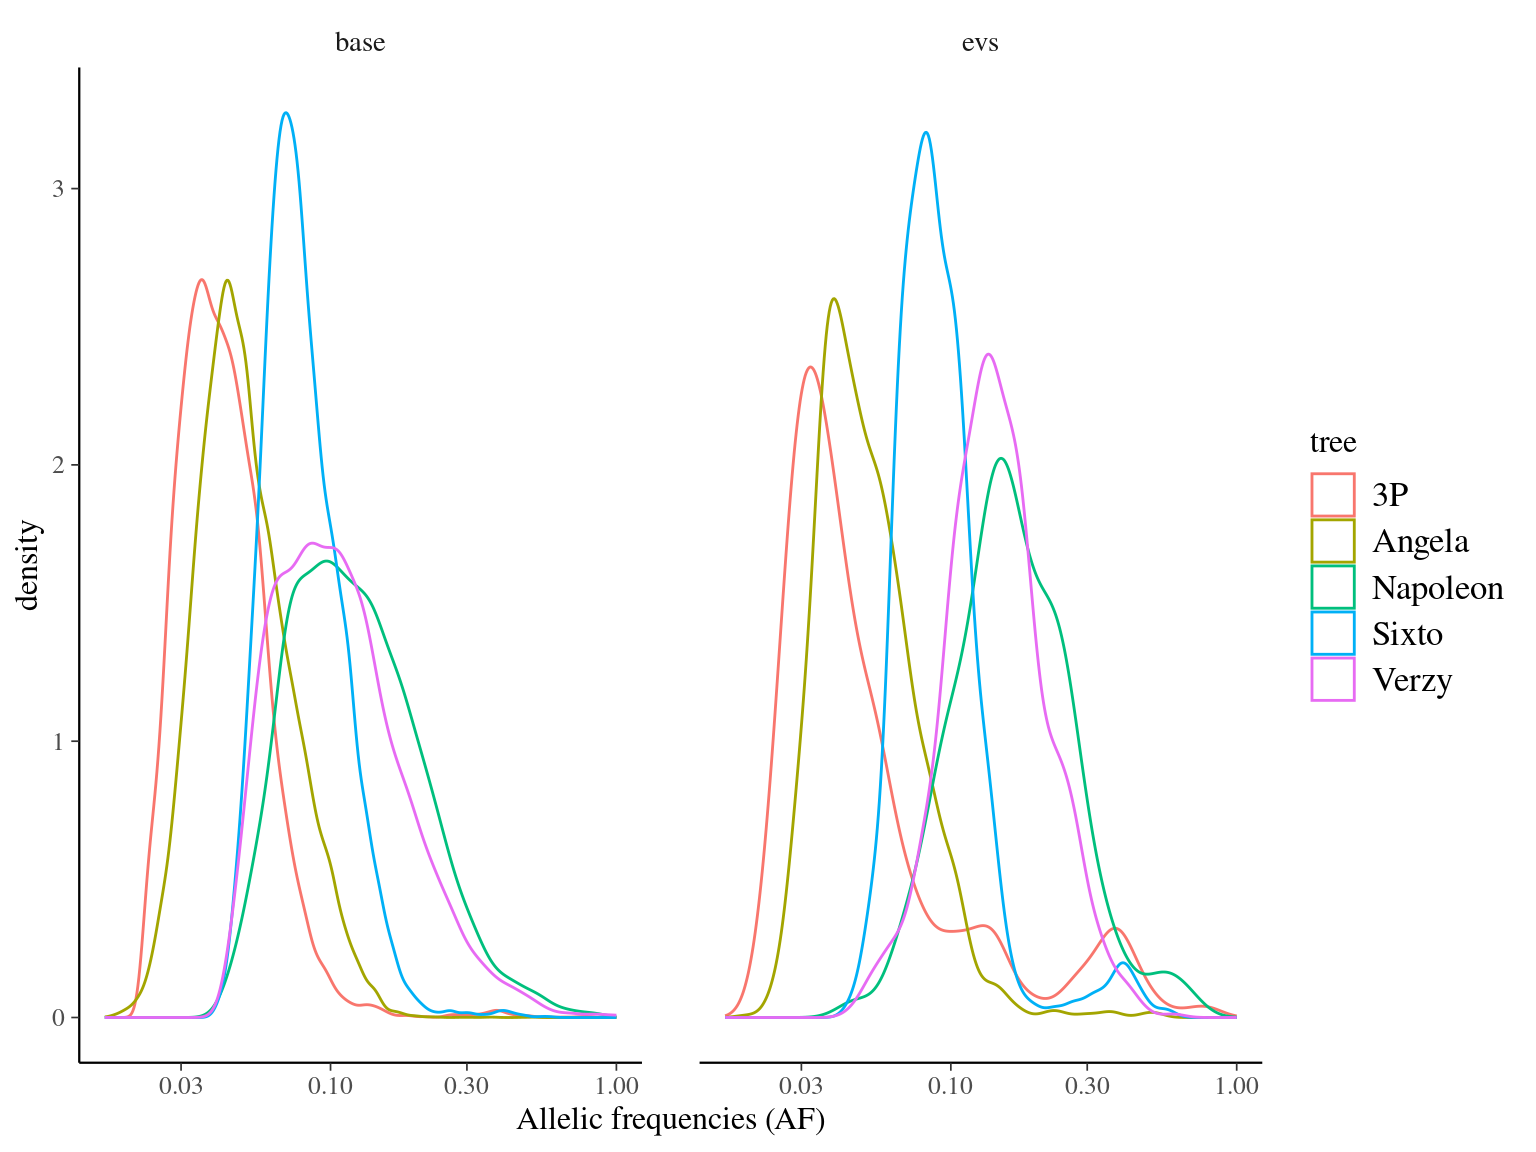 base
evs
density
3
2
1
0
0.03 0.10 0.30 1.00
0.03 0.10 0.30 1.00
Allelic frequencies (AF)
tree
3P
Angela
Napoleon
Sixto
Verzy